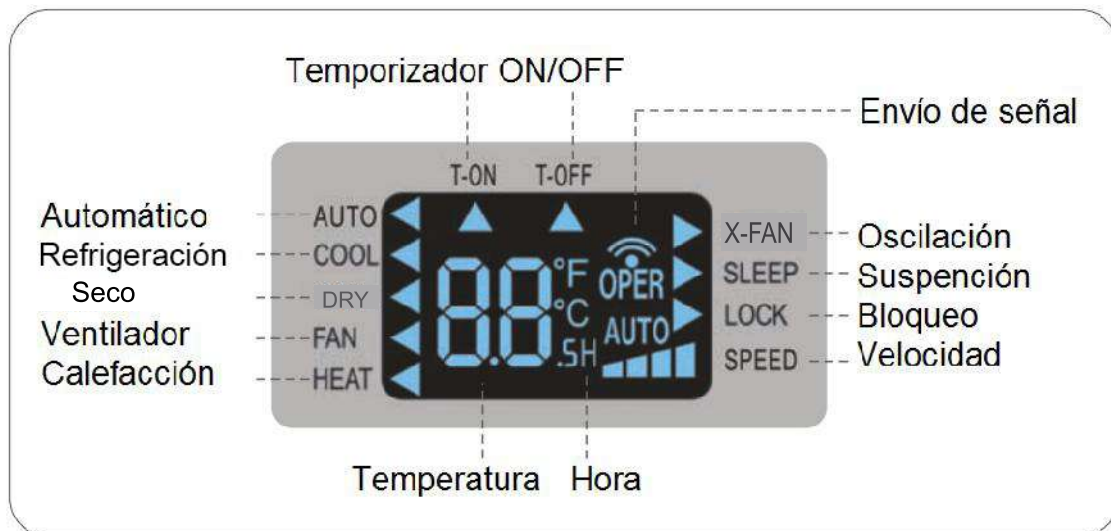 Temporizador ON/OFF
Envío de señal
T-ON T-OFF
Automático AUTO X-FAN Oscilación
Refrigeración COOL °F OPER SLEEP Suspención
Seco DRY 88 °C LOCK Bloqueo
Ventilador FAN AUTO SPEED Velocidad
Calefacción HEAT .5H
Temperatura Hora